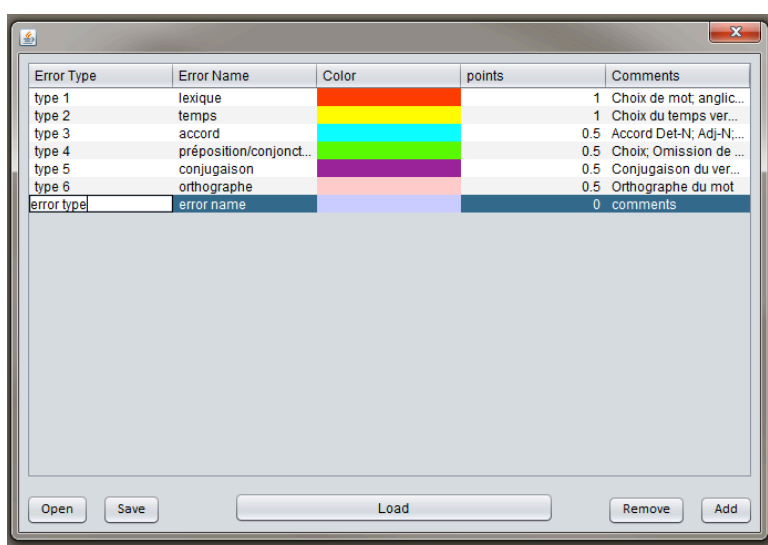 Error Type Error Name Color points Comments
type 1 lexique 1 Choix de mot; anglic...
type 2 temps 1 Choix du temps ver...
type 3 accord 0.5 Accord Det-N; Adj-N;...
type 4 préposition/conjonct... 0.5 Choix; Omission de ...
type 5 conjugaison 0.5 Conjugaison du ver...
type 6 orthographe 0.5 Orthographe du mot
error type error name 0 comments
Open Save Load Remove Add